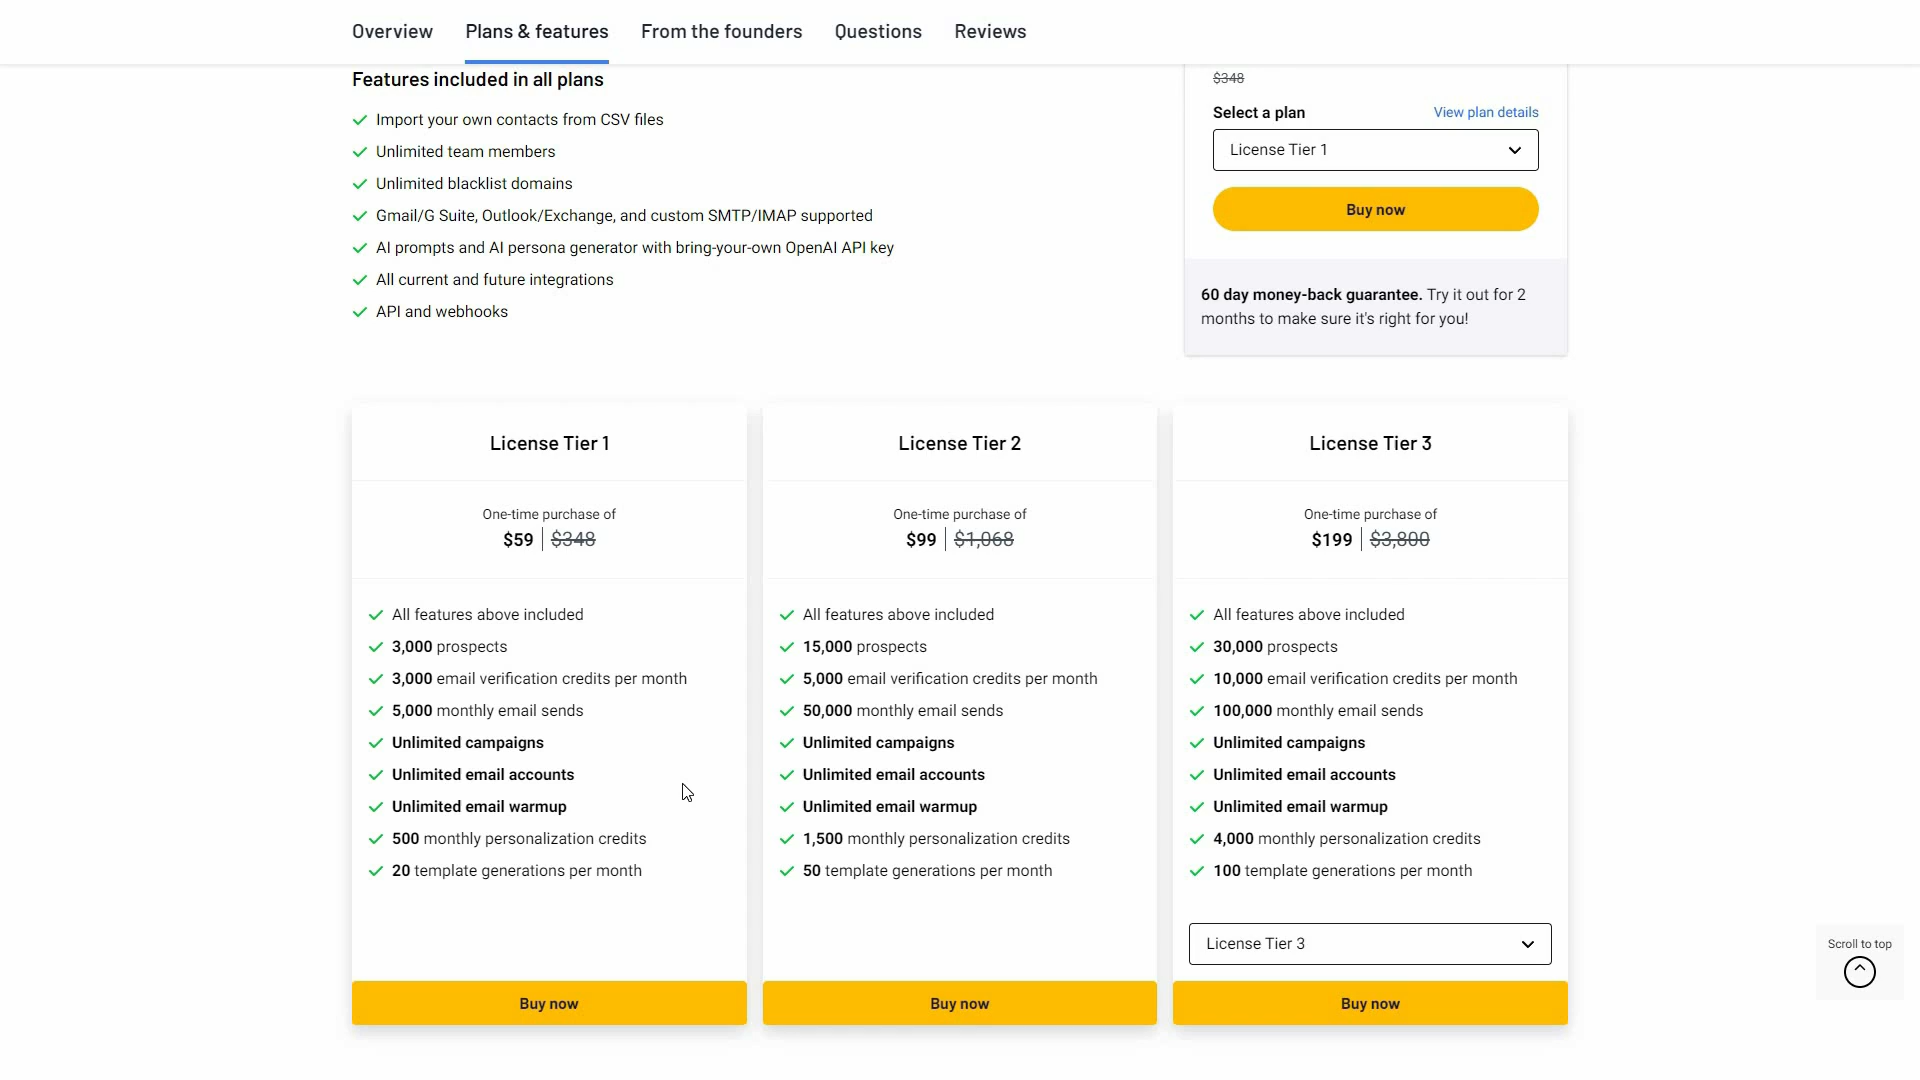 Overview Plans & features From the founders Questions Reviews
Features included in all plans
Import your own contacts from CSV files
Unlimited team members
Unlimited blacklist domains
Gmail/G Suite, Outlook/Exchange, and custom SMTP/IMAP supported
AI prompts and AI persona generator with bring-your-own OpenAI API key
All current and future integrations
API and webhooks
$348
Select a plan View plan details
License Tier 1
Buy now
60 day money-back guarantee. Try it out for 2
months to make sure it's right for you!
License Tier 1
One-time purchase of
$59 $348
All features above included
3,000 prospects
3,000 email verification credits per month
5,000 monthly email sends
Unlimited campaigns
Unlimited email accounts
Unlimited email warmup
500 monthly personalization credits
20 template generations per month
Buy now
License Tier 2
One-time purchase of
$99 $1,068
All features above included
15,000 prospects
5,000 email verification credits per month
50,000 monthly email sends
Unlimited campaigns
Unlimited email accounts
Unlimited email warmup
1,500 monthly personalization credits
50 template generations per month
Buy now
License Tier 3
One-time purchase of
$199 $3,800
All features above included
30,000 prospects
10,000 email verification credits per month
100,000 monthly email sends
Unlimited campaigns
Unlimited email accounts
Unlimited email warmup
4,000 monthly personalization credits
100 template generations per month
License Tier 3
Buy now
Scroll to top